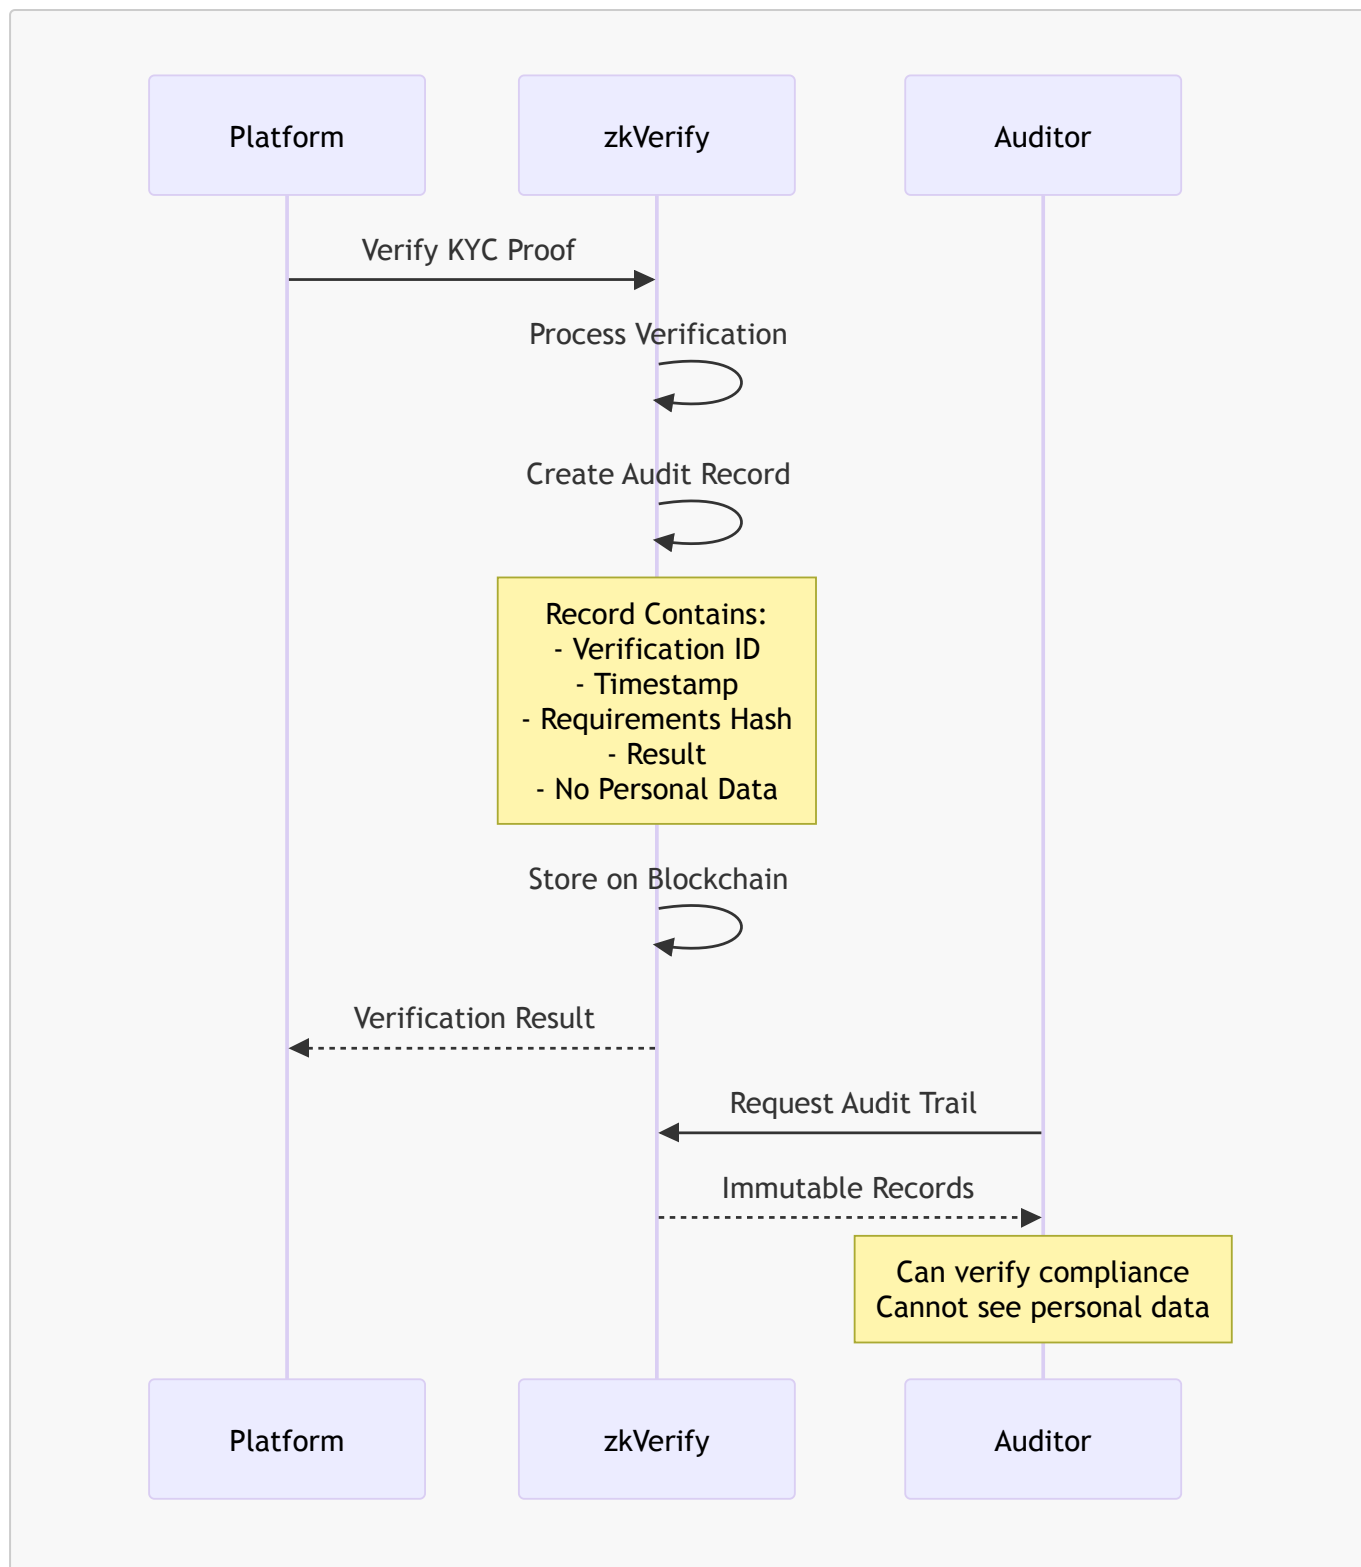 Platform
zkVerify
Auditor
Verify KYC Proof
Process Verification
Create Audit Record
Record Contains:
- Verification ID
- Timestamp
- Requirements Hash
- Result
- No Personal Data
Store on Blockchain
Verification Result
Request Audit Trail
Immutable Records
Can verify compliance
Cannot see personal data
Platform
zkVerify
Auditor